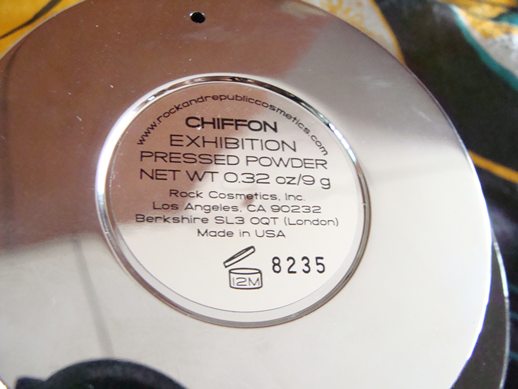 www.rockandrepubliccosmetics.com
CHIFFON
EXHIBITION
PRESSED POWDER
NET WT 0.32 oz/9 g
Rock Cosmetics, Inc.
Los Angeles, CA 90232
Berkshire SL3 0QT (London)
Made in USA
12M 8235